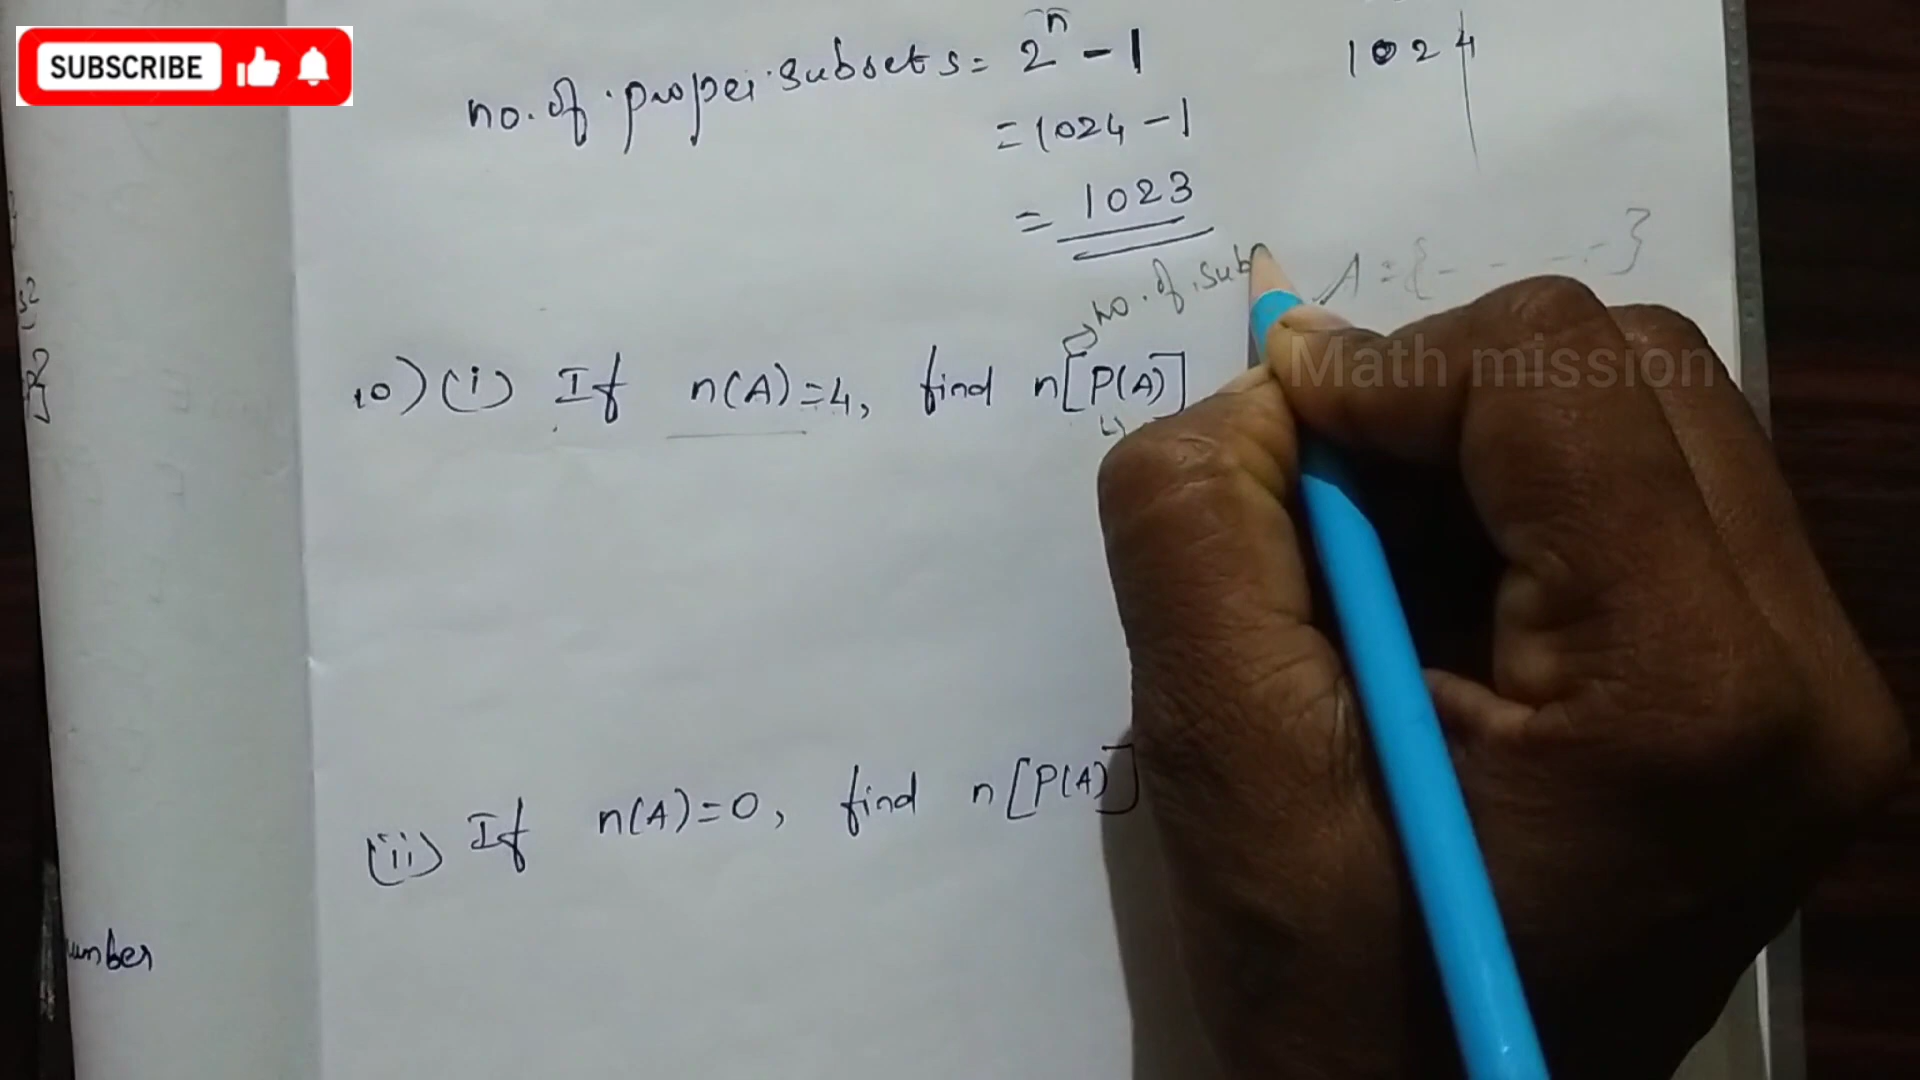 SUBSCRIBE
no. of proper subsets = 2^n - 1
1024
= 1024 - 1
= 1023
no. of sub
A = { - - - - }
Math mission
10) (i) If n(A)=4, find n[P(A)]
(ii) If n(A)=0, find n[P(A)]
umber